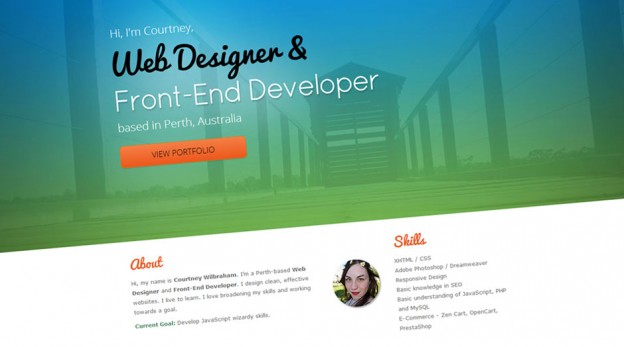 Hi, I'm Courtney.
Web Designer &
Front-End Developer
based in Perth, Australia
VIEW PORTFOLIO
About
Hi, my name is Courtney Wilbraham. I'm a Perth-based Web
Designer and Front-End Developer. I design clean, effective
websites. I live to learn. I love broadening my skills and working
towards a goal.
Current Goal: Develop JavaScript wizardy skills.
Skills
XHTML / CSS
Adobe Photoshop / Dreamweaver
Responsive Design
Basic knowledge in SEO
Basic understanding of JavaScript, PHP
and MySQL
E-Commerce - Zen Cart, OpenCart,
PrestaShop